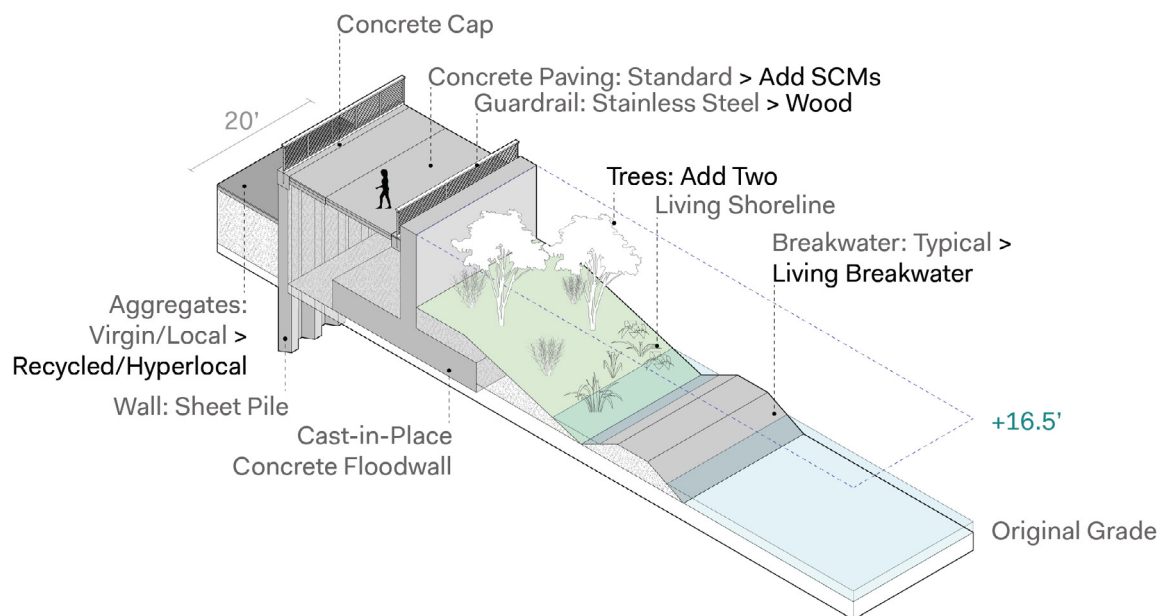 Concrete Cap
Concrete Paving: Standard > Add SCMs
Guardrail: Stainless Steel > Wood
20’
Trees: Add Two
Living Shoreline
Breakwater: Typical >
Living Breakwater
Aggregates:
Virgin/Local >
Recycled/Hyperlocal
Wall: Sheet Pile
Cast-in-Place
Concrete Floodwall
+16.5’
Original Grade